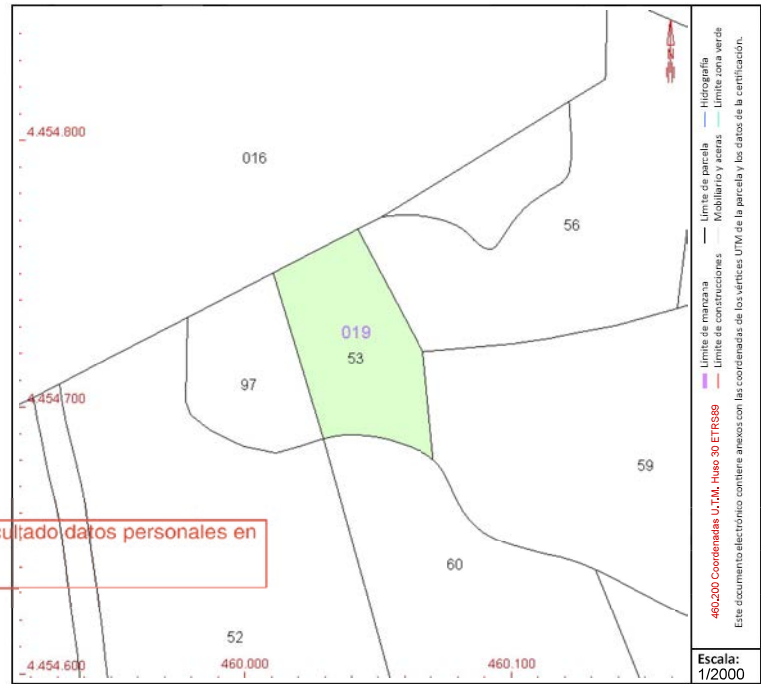 4.454.800
016
56
019
53
97
4.454.700
59
cultado datos personales en
60
52
4.454.600
460.000
460.100
Límite de manzana
Límite de parcela
Hidrografía
460.200 Coordenadas U.T.M. Huso 30 ETRS89
Límite de construcciones
Mobiliario y aceras
Límite zona verde
Este documento electrónico contiene anexos con las coordenadas de los vértices UTM de la parcela y los datos de la certificación.
Escala:
1/2000